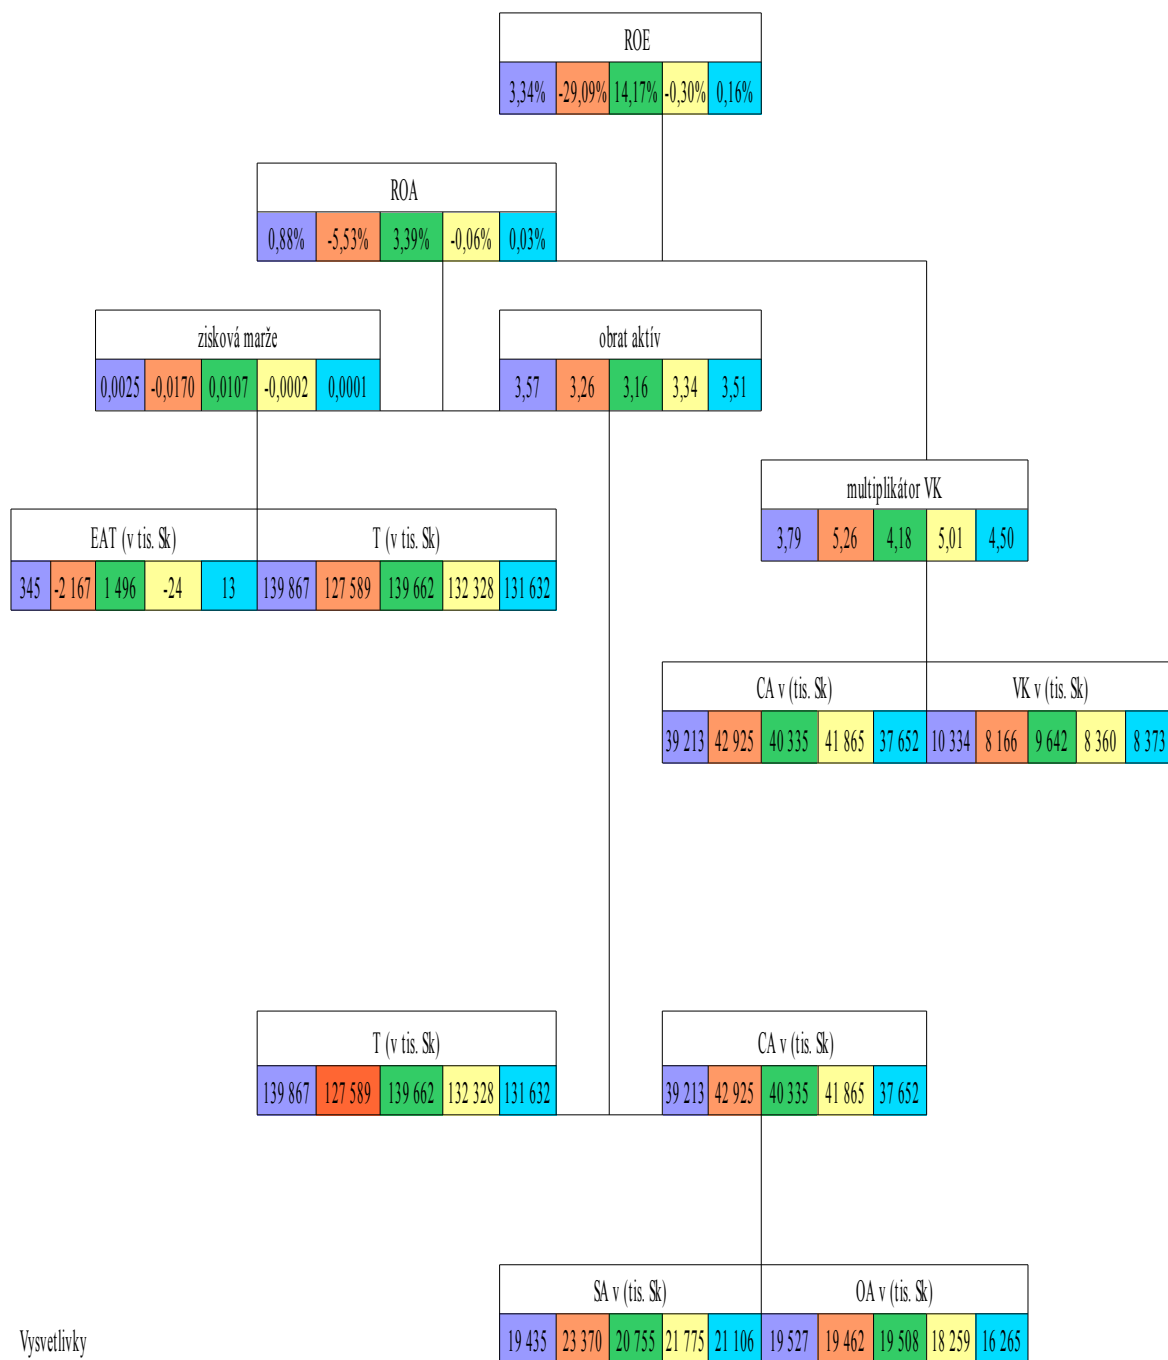 ROE
3,34% -29,09% 14,17% -0,30% 0,16%
ROA
0,88% -5,53% 3,39% -0,06% 0,03%
zisková marže obrat aktív
0,0025 -0,0170 0,0107 -0,0002 0,0001 3,57 3,26 3,16 3,34 3,51
multiplikátor VK
3,79 5,26 4,18 5,01 4,50
EAT (v tis. Sk) T (v tis. Sk)
345 -2 167 1 496 -24 13 139 867 127 589 139 662 132 328 131 632
CA v (tis. Sk) VK v (tis. Sk)
39 213 42 925 40 335 41 865 37 652 10 334 8 166 9 642 8 360 8 373
T (v tis. Sk) CA v (tis. Sk)
139 867 127 589 139 662 132 328 131 632 39 213 42 925 40 335 41 865 37 652
SA v (tis. Sk) OA v (tis. Sk)
19 435 23 370 20 755 21 775 21 106 19 527 19 462 19 508 18 259 16 265
Vysvetlivky